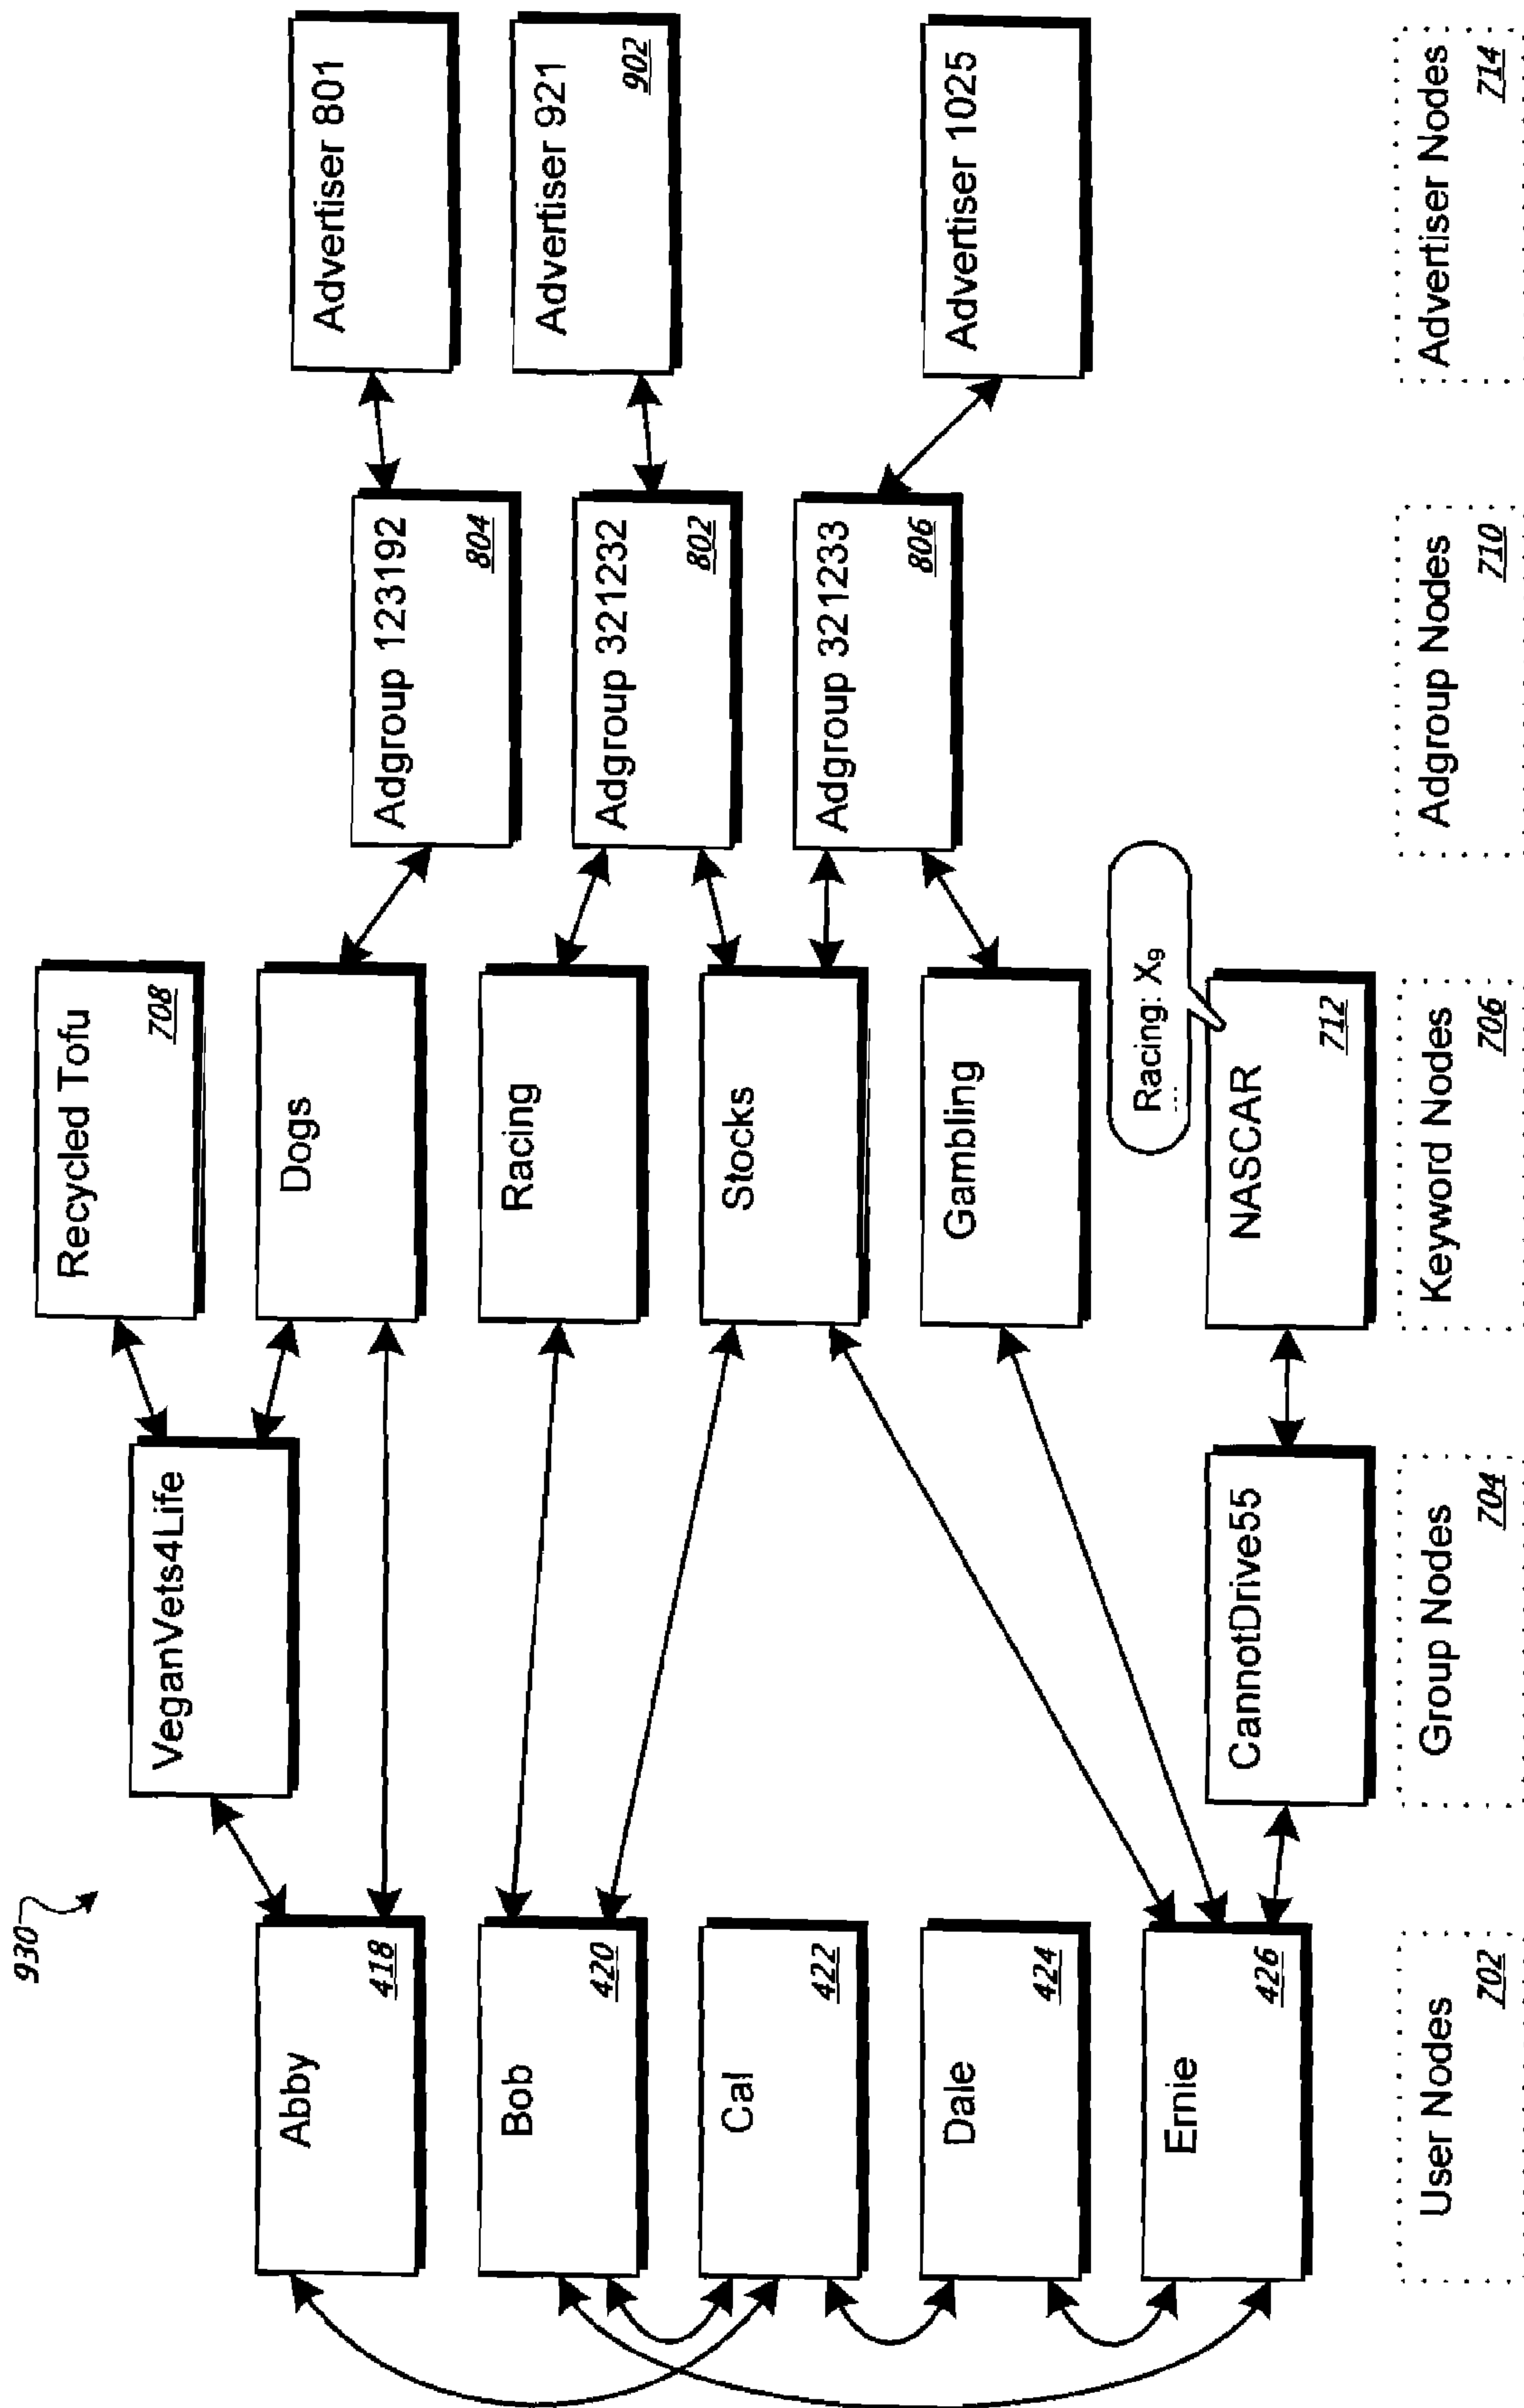 930
Abby
418
Bob
420
Cal
422
Dale
424
Ernie
426
User Nodes
702
VeganVets4Life
CannotDrive55
Group Nodes
704
Recycled Tofu
708
Dogs
Racing
Stocks
Gambling
Racing: X9
...
NASCAR
712
Keyword Nodes
706
Adgroup 123192
804
Adgroup 321232
802
Adgroup 321233
806
Adgroup Nodes
710
Advertiser 801
Advertiser 921
902
Advertiser 1025
Advertiser Nodes
714